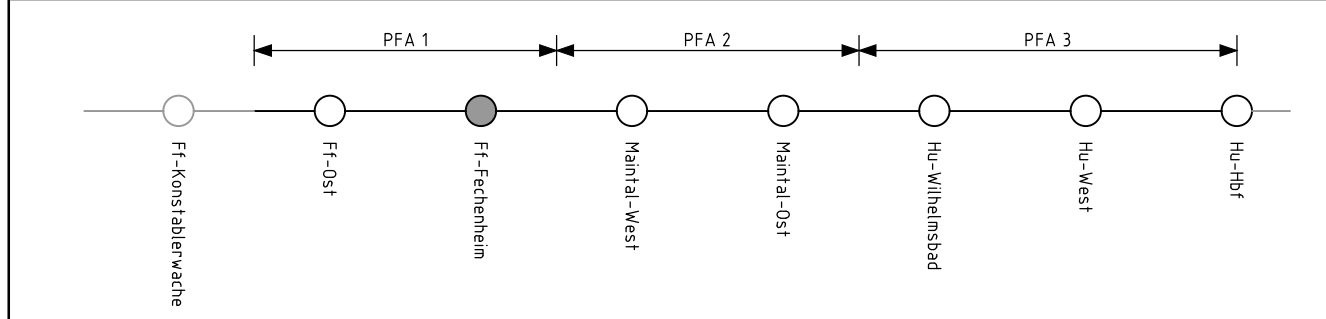 PFA 1
PFA 2
PFA 3
Ff-Konstablerwache
Ff-Ost
Ff-Fechenheim
Maintal-West
Maintal-Ost
Hu-Wilhelmsbad
Hu-West
Hu-Hbf